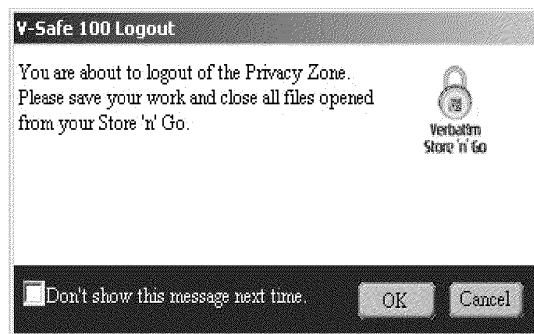 V-Safe 100 Logout
You are about to logout of the Privacy Zone.
Please save your work and close all files opened
from your Store 'n' Go.
Verbatim
Store 'n' Go
Don't show this message next time.
OK
Cancel